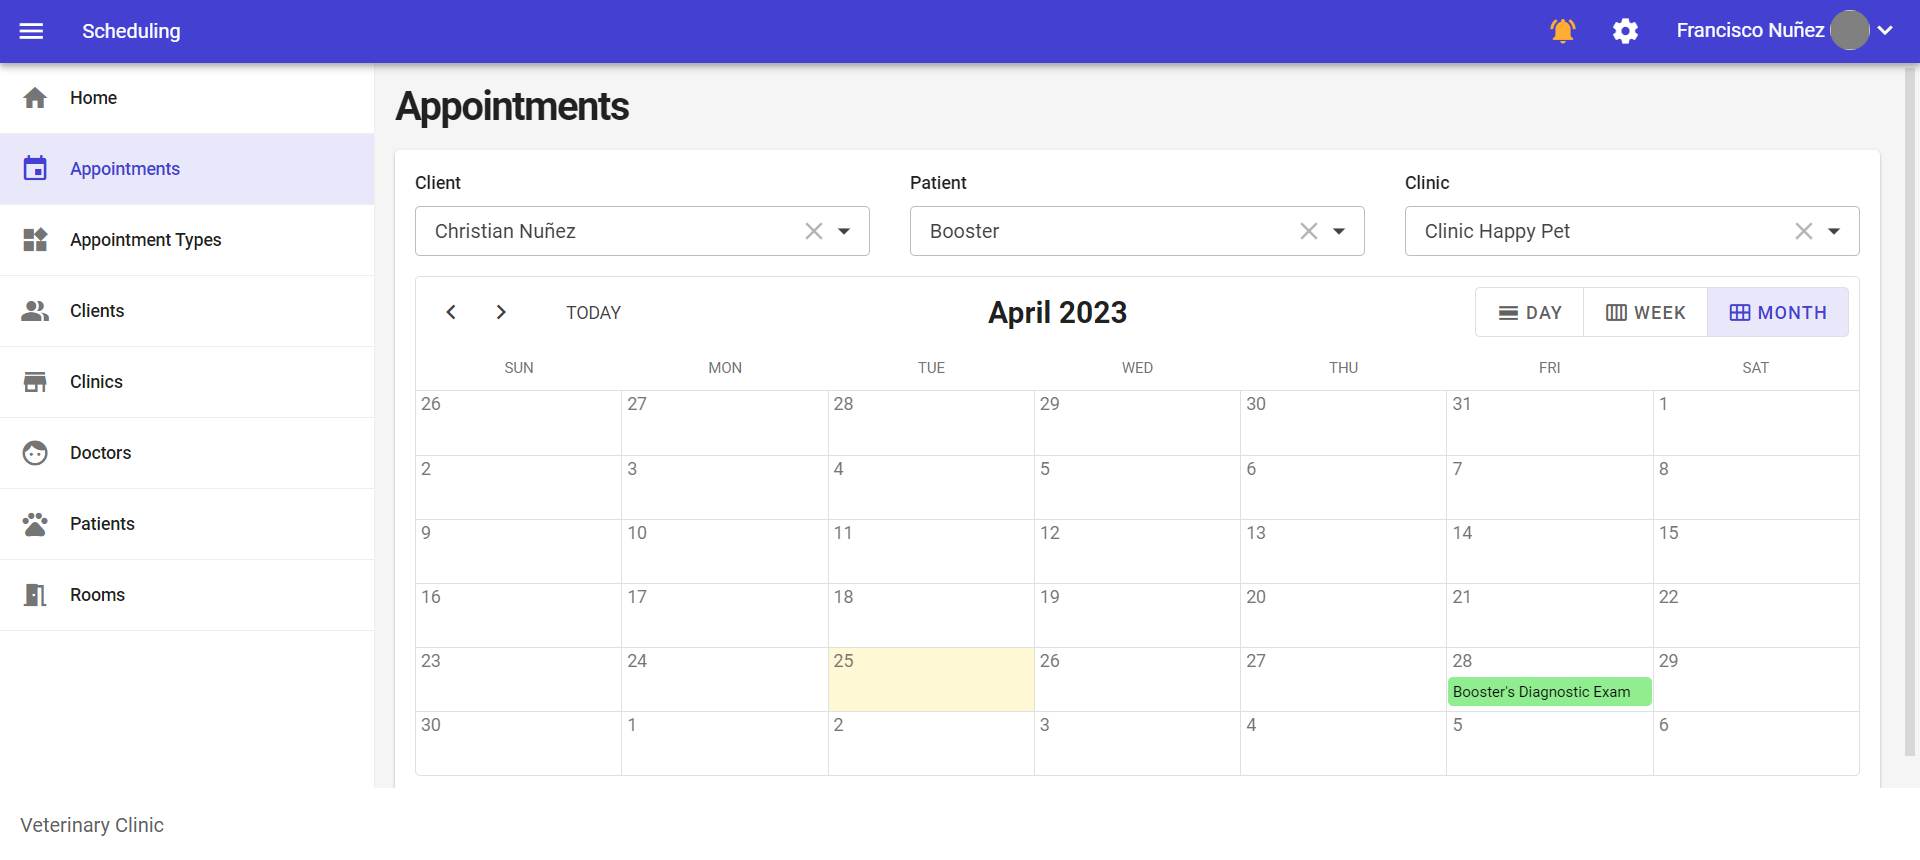 Scheduling
Francisco Nuñez
Home
Appointments
Appointment Types
Clients
Clinics
Doctors
Patients
Rooms
Appointments
Client Patient Clinic
Christian Nuñez Booster Clinic Happy Pet
TODAY April 2023 DAY WEEK MONTH
SUN MON TUE WED THU FRI SAT
26 27 28 29 30 31 1
2 3 4 5 6 7 8
9 10 11 12 13 14 15
16 17 18 19 20 21 22
23 24 25 26 27 28 29
Booster's Diagnostic Exam
30 1 2 3 4 5 6
Veterinary Clinic